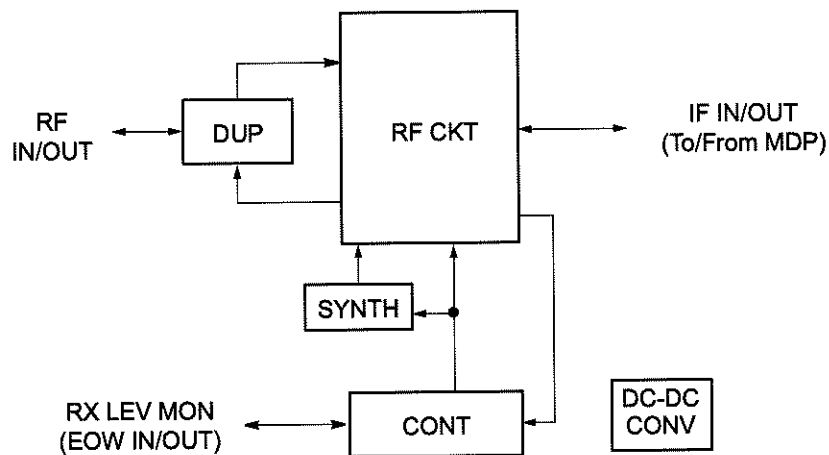 RF
IN/OUT
DUP
RF CKT
IF IN/OUT
(To/From MDP)
SYNTH
RX LEV MON
(EOW IN/OUT)
CONT
DC-DC
CONV